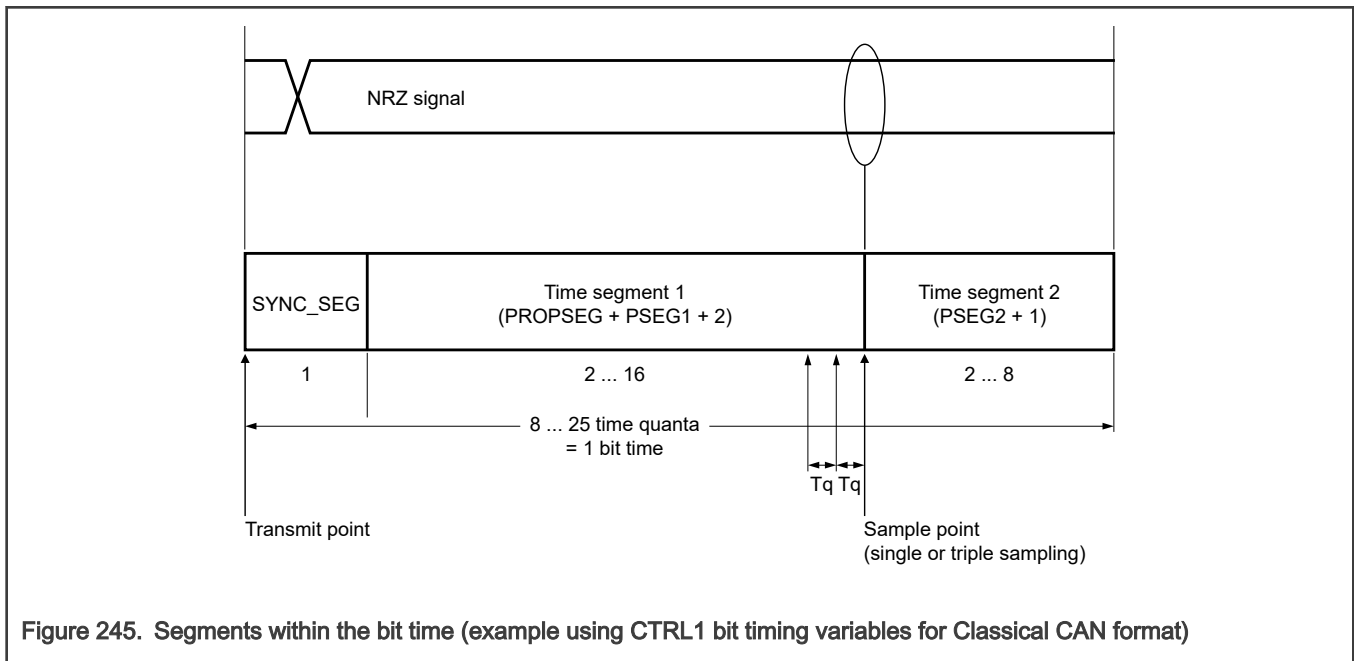 NRZ signal
SYNC_SEG
Time segment 1
(PROPSEG + PSEG1 + 2)
Time segment 2
(PSEG2 + 1)
1
2 ... 16
2 ... 8
8 ... 25 time quanta
= 1 bit time
Tq Tq
Transmit point
Sample point
(single or triple sampling)
Figure 245. Segments within the bit time (example using CTRL1 bit timing variables for Classical CAN format)